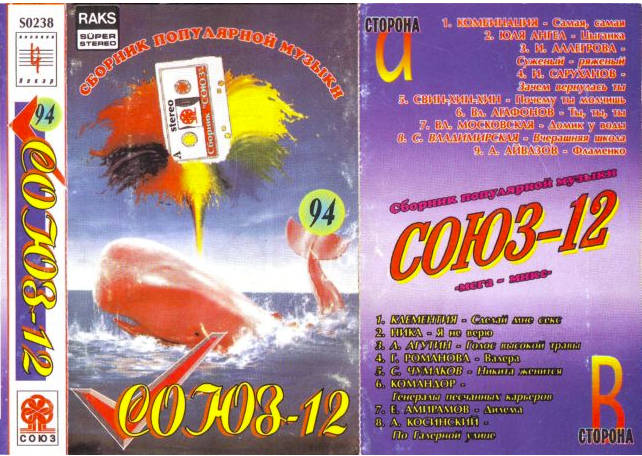 S0238
Лекар
94
СОЮЗ-12
СОЮЗ
RAKS
SÜPER
STEREO
СБОРНИК ПОПУЛЯРНОЙ МУЗЫКИ
stereo
A
Сборник "СОЮЗ"
94
СОЮЗ-12
СТОРОНА
А
1. КОМБИНАЦИЯ - Самая, самая
2. ЮЛЯ АНГЕЛ - Цыганка
3. И. АЛЛЕГРОВА -
Суженый - ряженый
4. И. САРУХАНОВ -
Зачем вернулась ты
5. СВИН-ХИН-ХИН - Почему ты молчишь
6. Вл. АГАФОНОВ - Ты, ты, ты
7. ВЛ. МОСКОВСКАЯ - Домик у воды
8. С. ВЛАДИМИРСКАЯ - Вчерашняя школа
9. А. АЙВАЗОВ - Фламенко
Сборник популярной музыки
СОЮЗ-12
-мега - микс-
1. КЛЕМЕНТИЯ - Сделай мне секс
2. НИКА - Я не верю
3. Л. АГУТИН - Голос высокой травы
4. Г. РОМАНОВА - Валера
5. С. ЧУМАКОВ - Никита женится
6. КОМАНДОР -
Генералы песчанных карьеров
7. Е. АМИРАМОВ - Дилема
8. А. КОСИНСКИЙ -
По Галерной улице
В
СТОРОНА